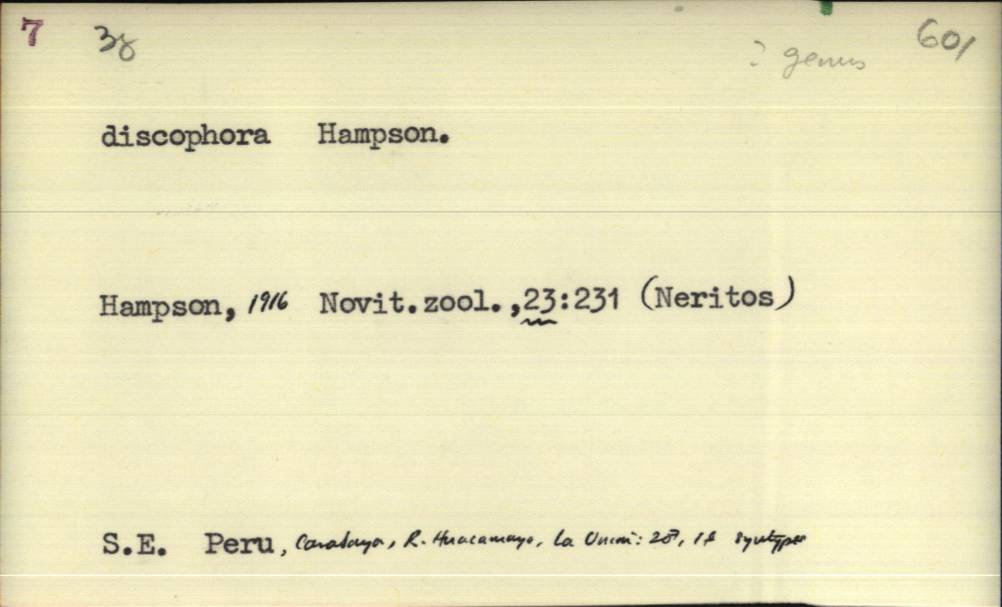 7 38 ? genus 601
discophora Hampson.
Hampson, 1916 Novit.zool.,23:231 (Neritos)
S.E. Peru, Carabaya, R. Huacamayo, La Union: 2♂, 1♀ syntypes